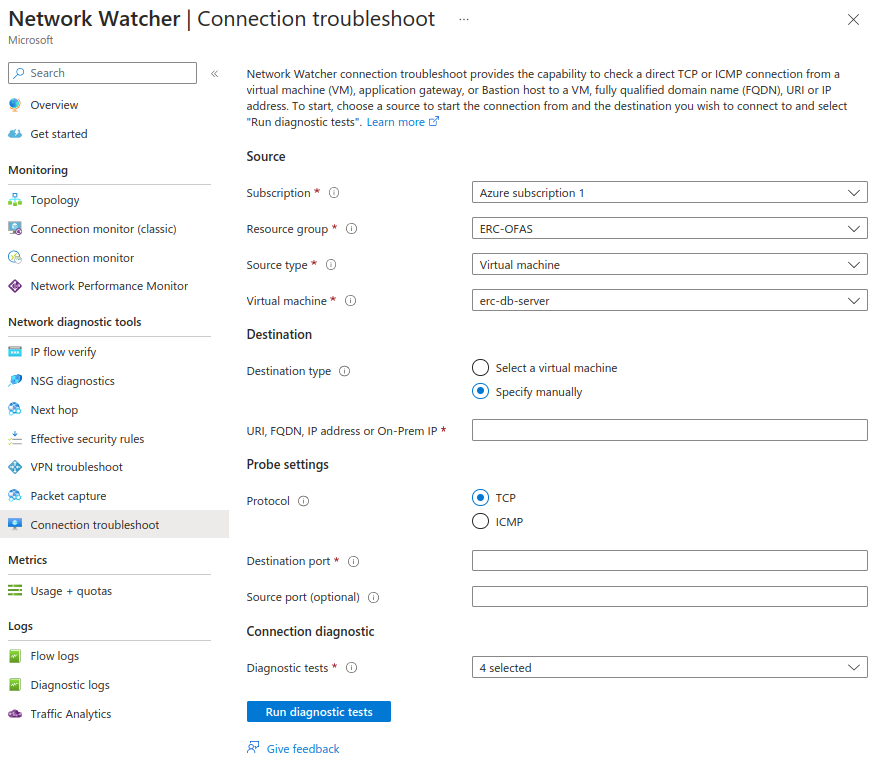 Network Watcher | Connection troubleshoot ...
Microsoft
Search
«
Overview
Get started
Monitoring
Topology
Connection monitor (classic)
Connection monitor
Network Performance Monitor
Network diagnostic tools
IP flow verify
NSG diagnostics
Next hop
Effective security rules
VPN troubleshoot
Packet capture
Connection troubleshoot
Metrics
Usage + quotas
Logs
Flow logs
Diagnostic logs
Traffic Analytics
Network Watcher connection troubleshoot provides the capability to check a direct TCP or ICMP connection from a
virtual machine (VM), application gateway, or Bastion host to a VM, fully qualified domain name (FQDN), URI or IP
address. To start, choose a source to start the connection from and the destination you wish to connect to and select
"Run diagnostic tests". Learn more
Source
Subscription * Azure subscription 1
Resource group * ERC-OFAS
Source type * Virtual machine
Virtual machine * erc-db-server
Destination
Destination type Select a virtual machine
Specify manually
URI, FQDN, IP address or On-Prem IP *
Probe settings
Protocol TCP
ICMP
Destination port *
Source port (optional)
Connection diagnostic
Diagnostic tests * 4 selected
Run diagnostic tests
Give feedback